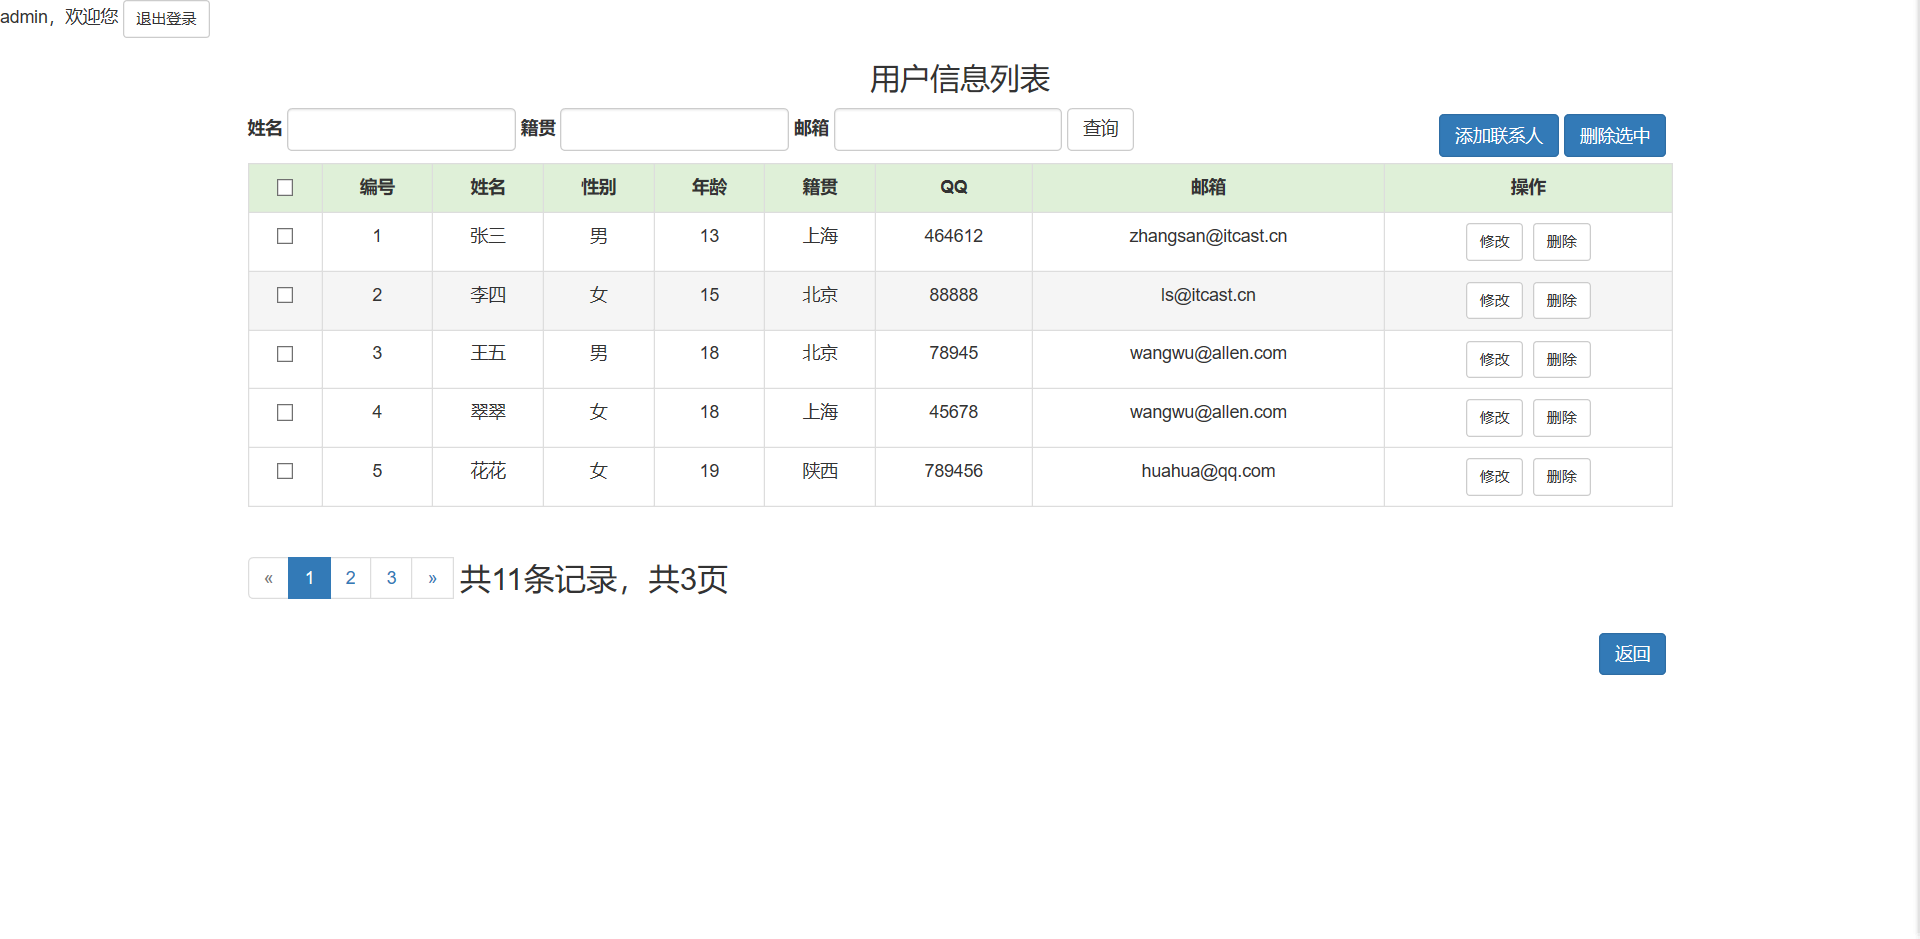 admin，欢迎您 退出登录
用户信息列表
姓名 籍贯 邮箱 查询 添加联系人 删除选中
编号 姓名 性别 年龄 籍贯 QQ 邮箱 操作
1 张三 男 13 上海 464612 zhangsan@itcast.cn 修改 删除
2 李四 女 15 北京 88888 ls@itcast.cn 修改 删除
3 王五 男 18 北京 78945 wangwu@allen.com 修改 删除
4 翠翠 女 18 上海 45678 wangwu@allen.com 修改 删除
5 花花 女 19 陕西 789456 huahua@qq.com 修改 删除
« 1 2 3 » 共11条记录，共3页
返回